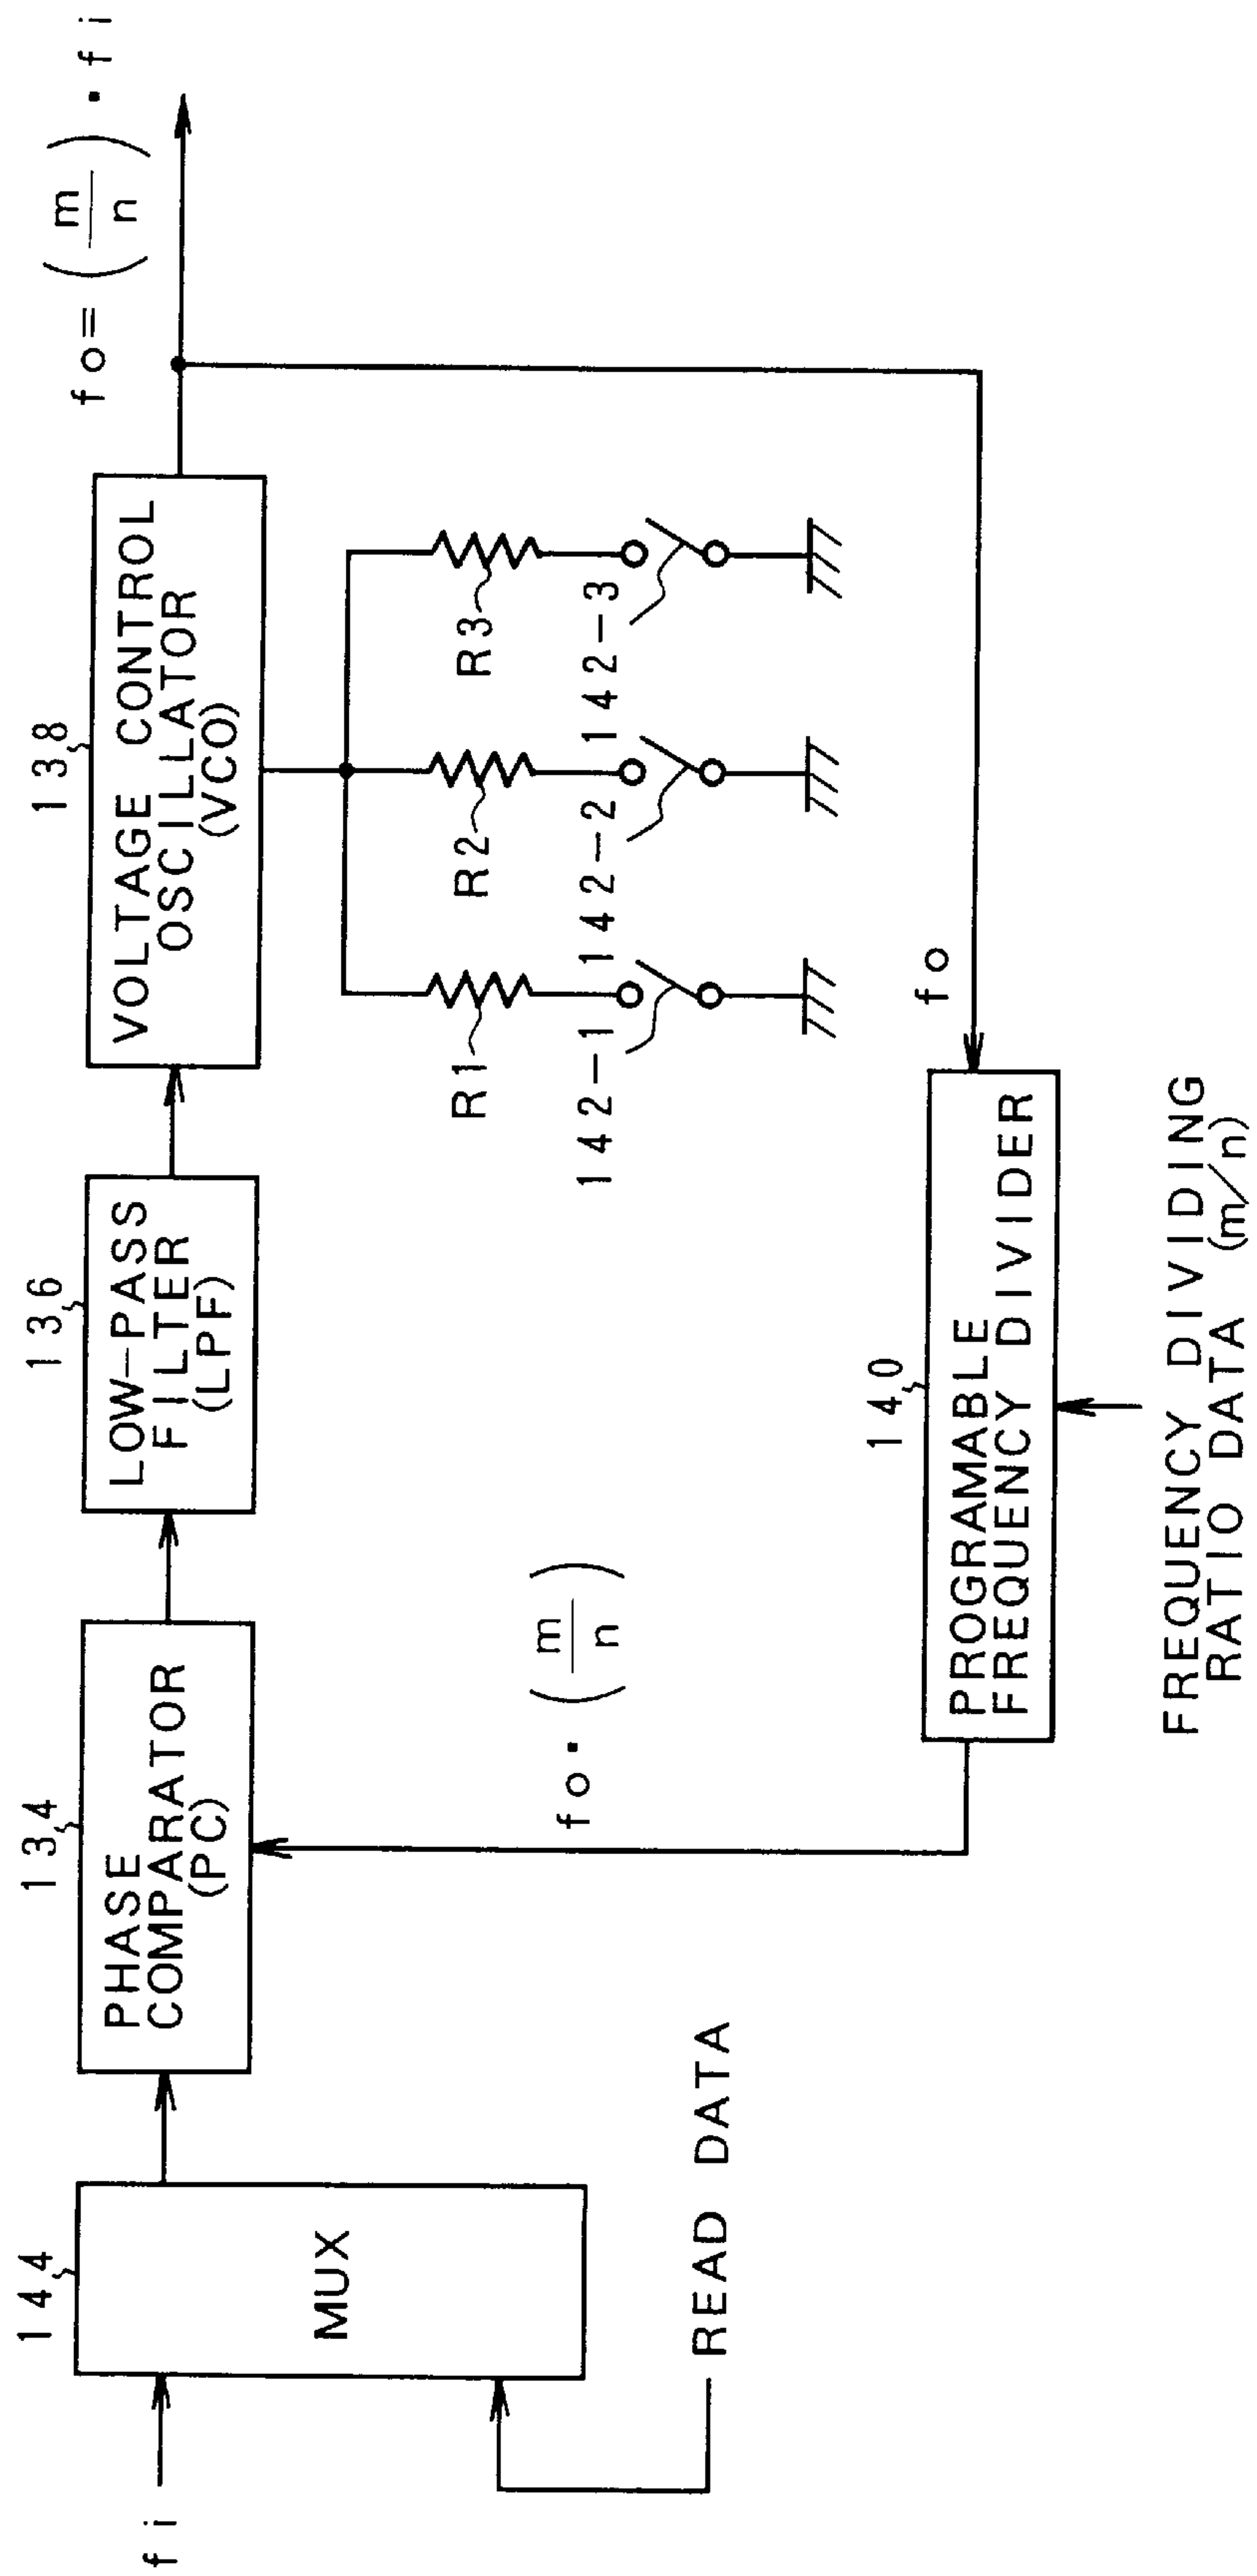 fi
144
MUX
READ DATA
134
PHASE
COMPARATOR
(PC)
136
LOW-PASS
FILTER
(LPF)
138
VOLTAGE CONTROL
OSCILLATOR
(VCO)
fo=(m/n)·fi
R1
R2
R3
142-1
142-2
142-3
fo·(m/n)
fo
140
PROGRAMABLE
FREQUENCY DIVIDER
FREQUENCY DIVIDING
RATIO DATA (m/n)